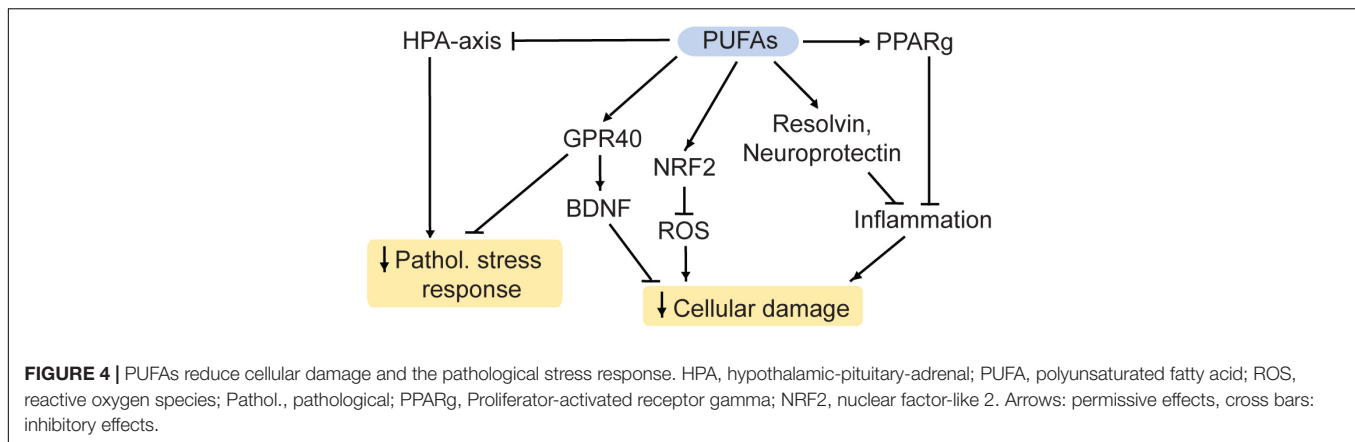 HPA-axis
PUFAs
PPARg
GPR40
NRF2
Resolvin,
Neuroprotectin
BDNF
ROS
Inflammation
Pathol. stress
response
Cellular damage
FIGURE 4 | PUFAs reduce cellular damage and the pathological stress response. HPA, hypothalamic-pituitary-adrenal; PUFA, polyunsaturated fatty acid; ROS,
reactive oxygen species; Pathol., pathological; PPARg, Proliferator-activated receptor gamma; NRF2, nuclear factor-like 2. Arrows: permissive effects, cross bars:
inhibitory effects.